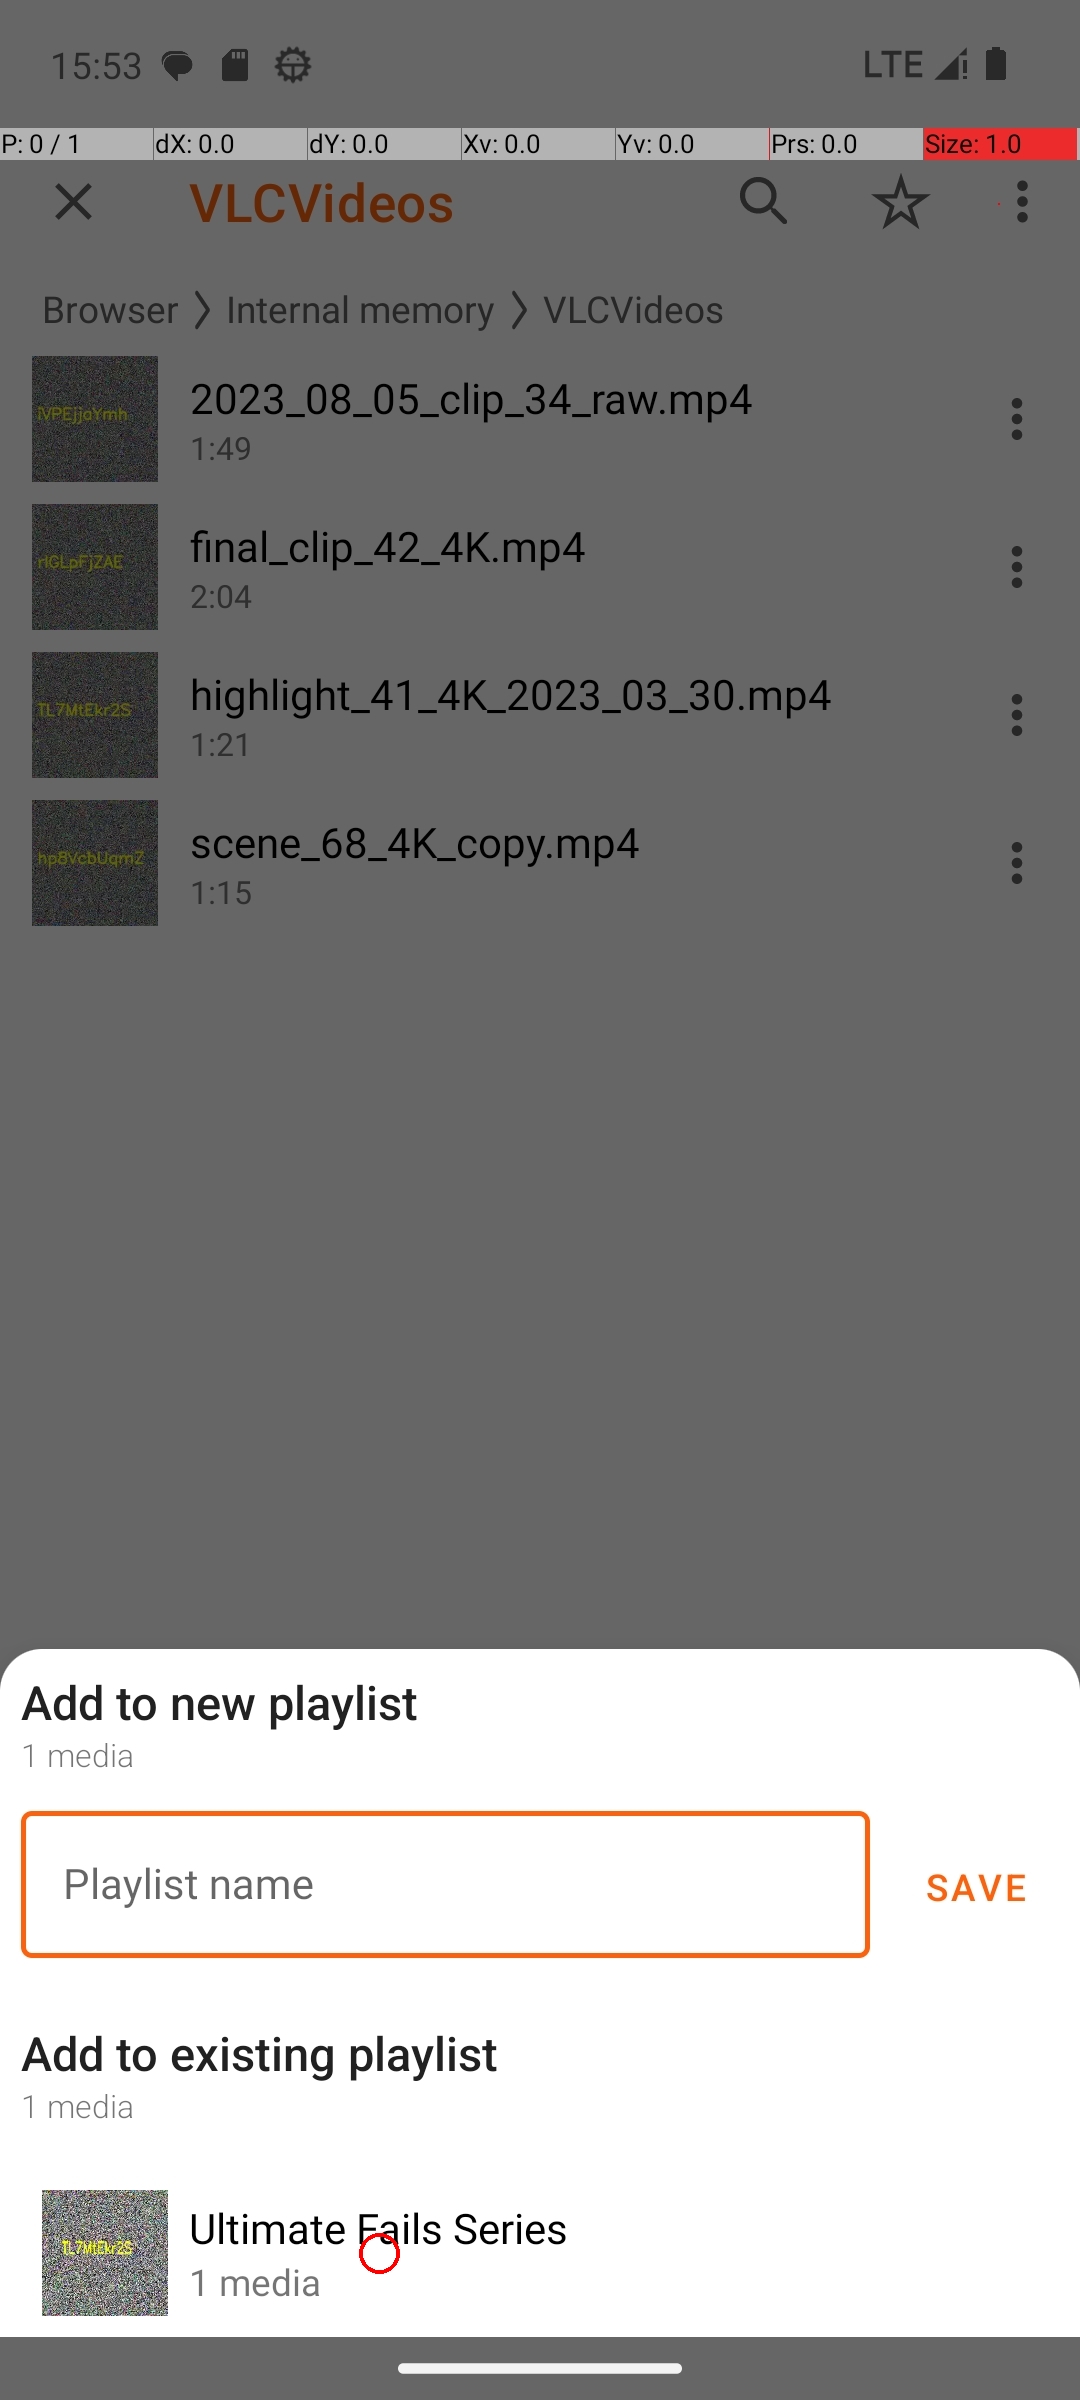 15:53
LTE
P: 0 / 1
dX: 0.0
dY: 0.0
Xv: 0.0
Yv: 0.0
Prs: 0.0
Size: 1.0
VLCVideos
Browser
Internal memory
VLCVideos
2023_08_05_clip_34_raw.mp4
1:49
final_clip_42_4K.mp4
2:04
TL7MtEkr2S
highlight_41_4K_2023_03_30.mp4
1:21
hp8VcbUqmZ
scene_68_4K_copy.mp4
1:15
Add to new playlist
1 media
Playlist name
SAVE
Add to existing playlist
1 media
TL7MtEkr2S
Ultimate Fails Series
1 media